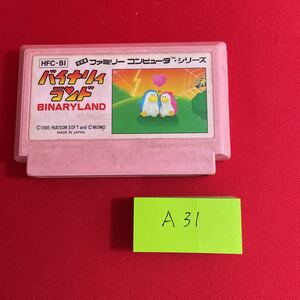 HFC-BI
ファミリー コンピュータ・シリーズ
バイナリィ
ランド
BINARYLAND
©1985 HUDSON SOFT and ©MOMO
MADE IN JAPAN
A31